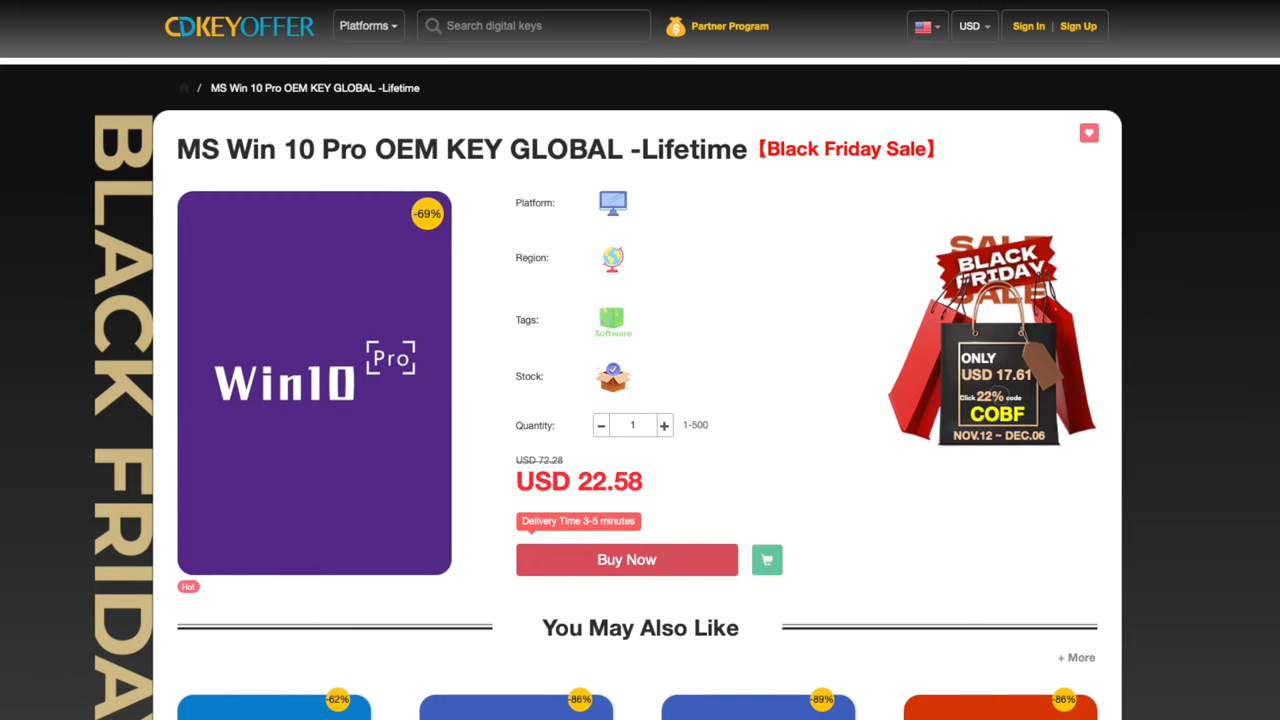 CDKEYOFFER
Platforms
Search digital keys
Partner Program
USD
Sign In | Sign Up
/ MS Win 10 Pro OEM KEY GLOBAL -Lifetime
BLACK FRIDA
MS Win 10 Pro OEM KEY GLOBAL -Lifetime【Black Friday Sale】
-69%
Win10 Pro
Hot
Platform:
Region:
Tags:
Software
Stock:
Quantity:
1
1-500
USD 72.28
USD 22.58
Delivery Time 3-5 minutes
Buy Now
SALE
BLACK
FRIDAY
SALE
ONLY
USD 17.61
Click 22% code
COBF
NOV.12 ~ DEC.06
You May Also Like
+ More
-62%
-86%
-89%
-86%